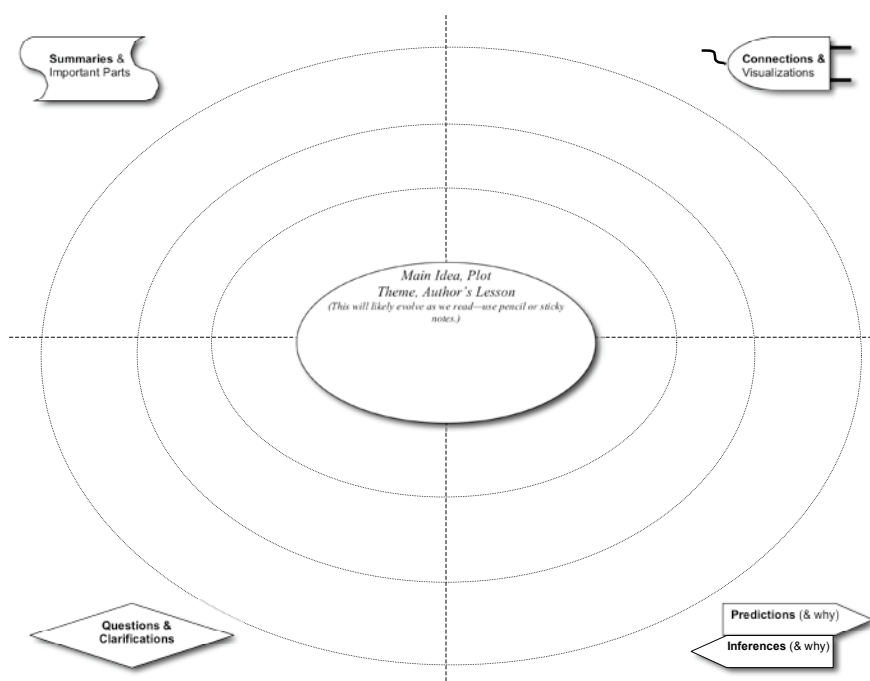 Summaries &
Important Parts
Connections &
Visualizations
Main Idea, Plot
Theme, Author's Lesson
(This will likely evolve as we read—use pencil or sticky
notes.)
Questions &
Clarifications
Predictions (& why)
Inferences (& why)